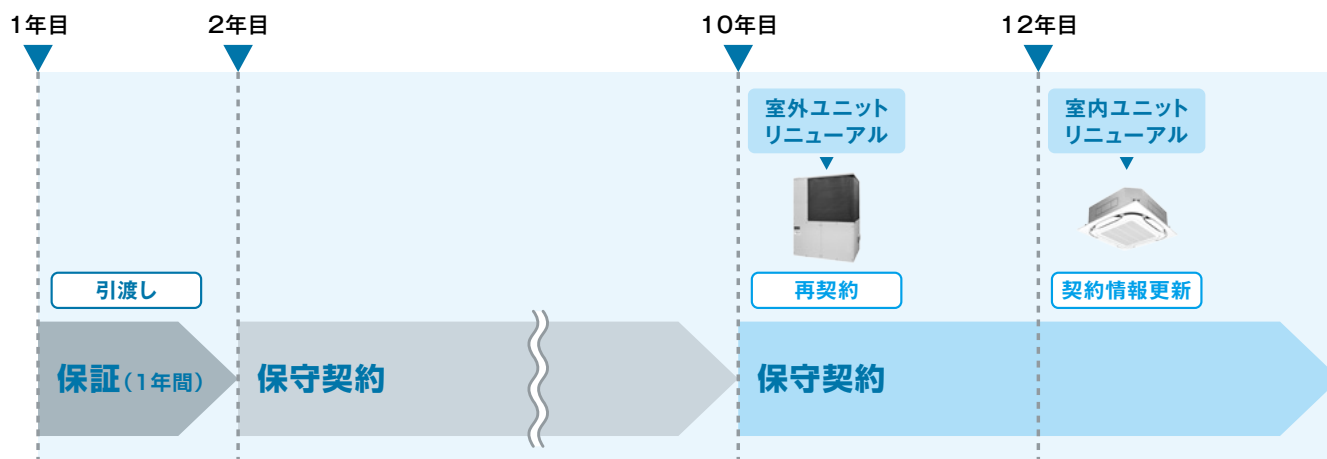 1年目
2年目
10年目
12年目
室外ユニット
リニューアル
室内ユニット
リニューアル
引渡し
再契約
契約情報更新
保証(1年間)
保守契約
保守契約